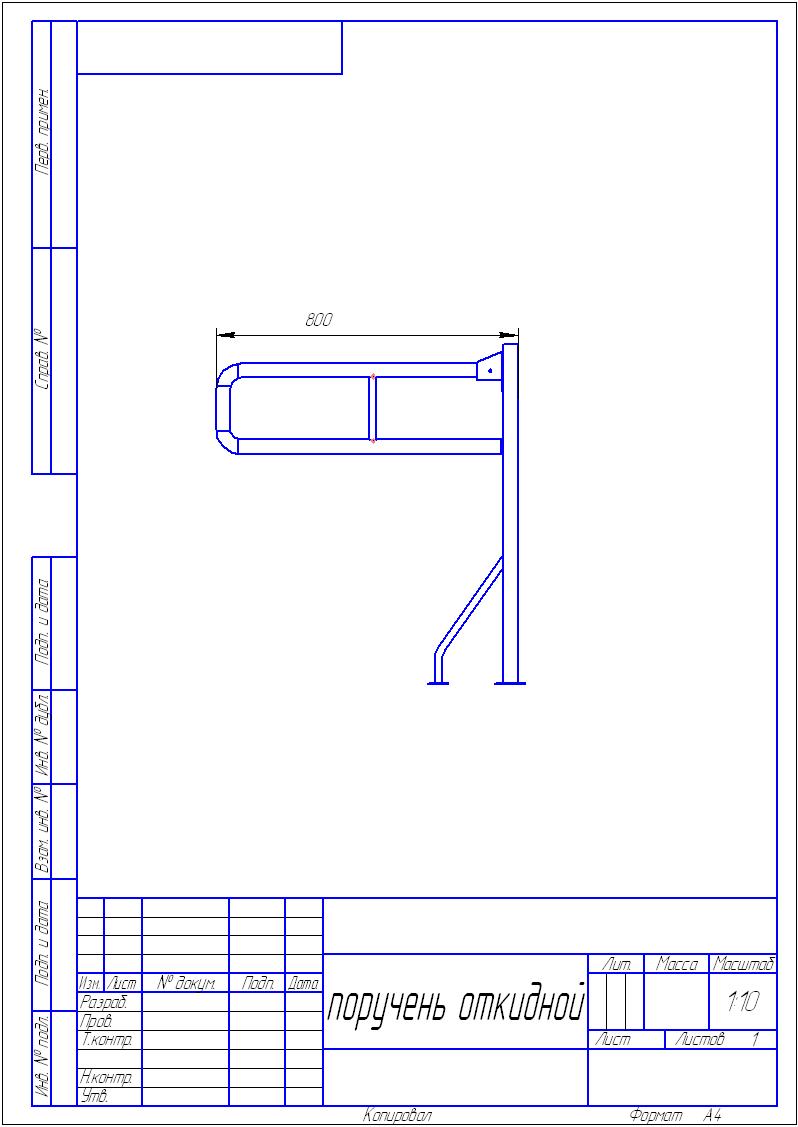 Перв. примен.
Справ. №
Подп. и дата
Инв. № дубл.
Взам. инв. №
Подп. и дата
Инв. № подл.
800
Изм. Лист № докум. Подп. Дата
Разраб.
Пров.
Т.контр.
Н.контр.
Утв.
поручень откидной
Лит. Масса Масштаб
1:10
Лист Листов 1
Копировал Формат A4